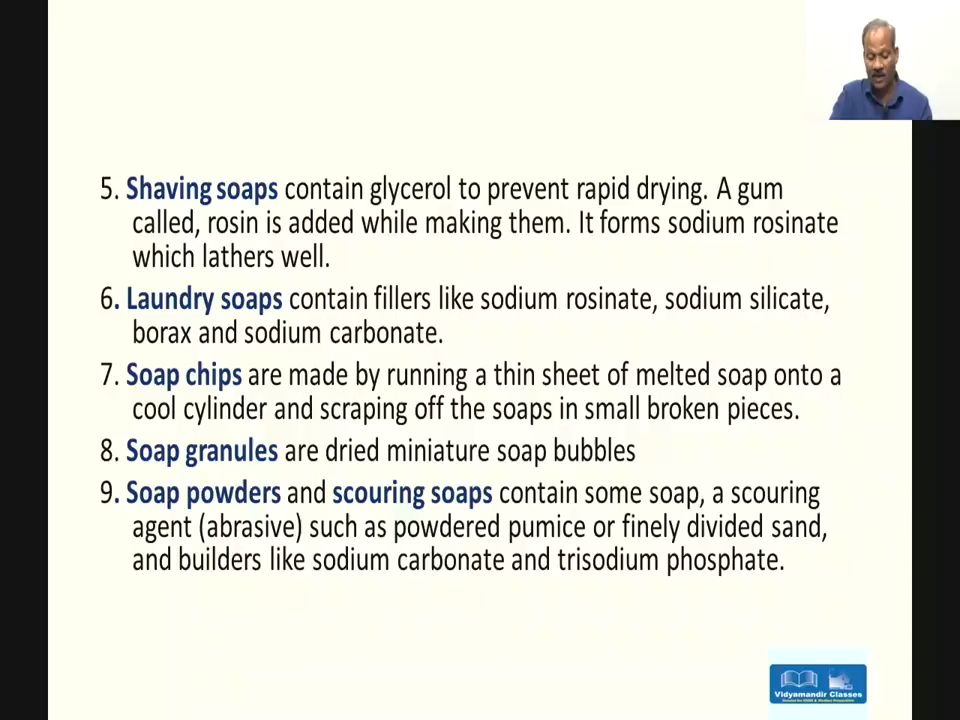 5. Shaving soaps contain glycerol to prevent rapid drying. A gum
called, rosin is added while making them. It forms sodium rosinate
which lathers well.
6. Laundry soaps contain fillers like sodium rosinate, sodium silicate,
borax and sodium carbonate.
7. Soap chips are made by running a thin sheet of melted soap onto a
cool cylinder and scraping off the soaps in small broken pieces.
8. Soap granules are dried miniature soap bubbles
9. Soap powders and scouring soaps contain some soap, a scouring
agent (abrasive) such as powdered pumice or finely divided sand,
and builders like sodium carbonate and trisodium phosphate.
Vidyamandir Classes